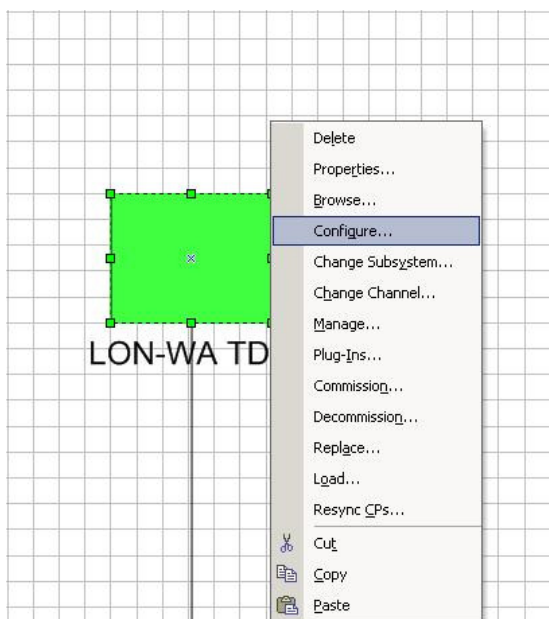 Delete
Properties...
Browse...
Configure...
Change Subsystem...
Change Channel...
Manage...
LON-WA TD
Plug-Ins...
Commission...
Decommission...
Replace...
Load...
Resync CPs...
Cut
Copy
Paste